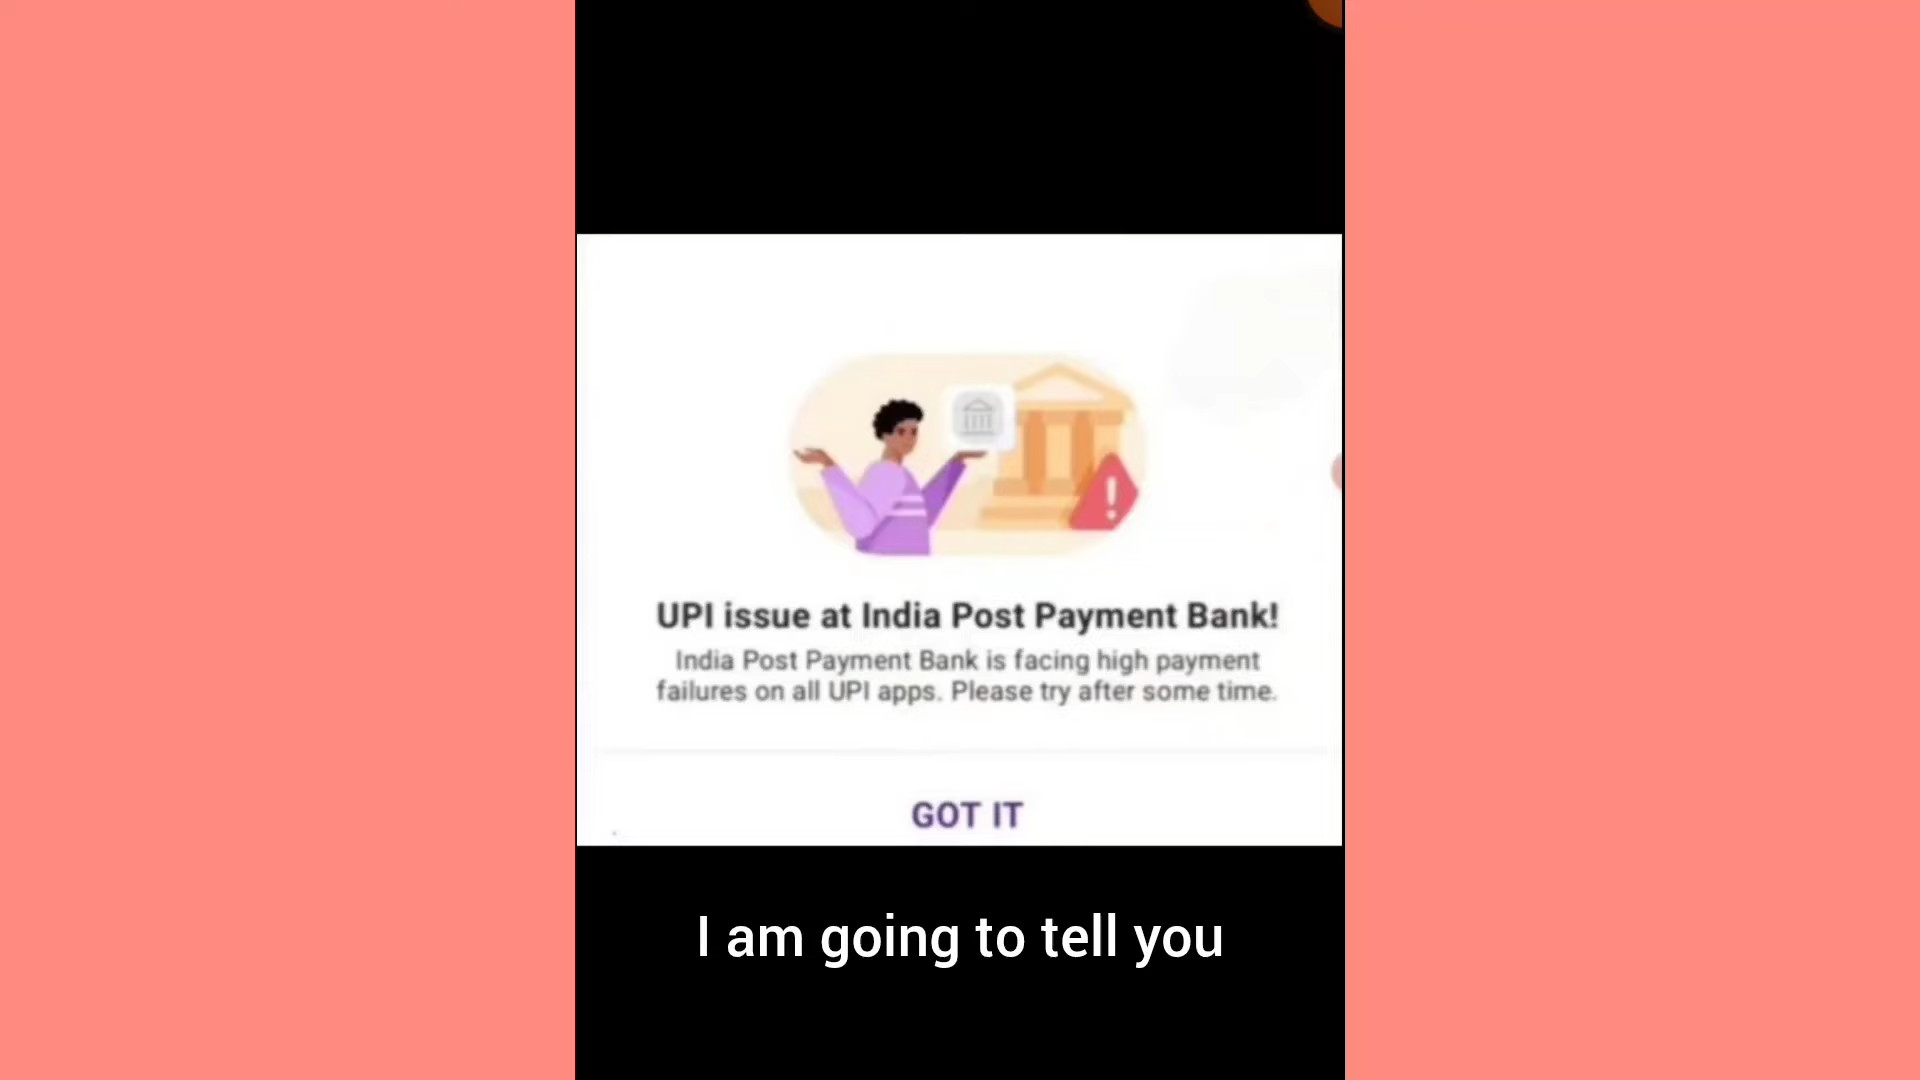 UPI issue at India Post Payment Bank!
India Post Payment Bank is facing high payment
failures on all UPI apps. Please try after some time.
GOT IT
I am going to tell you